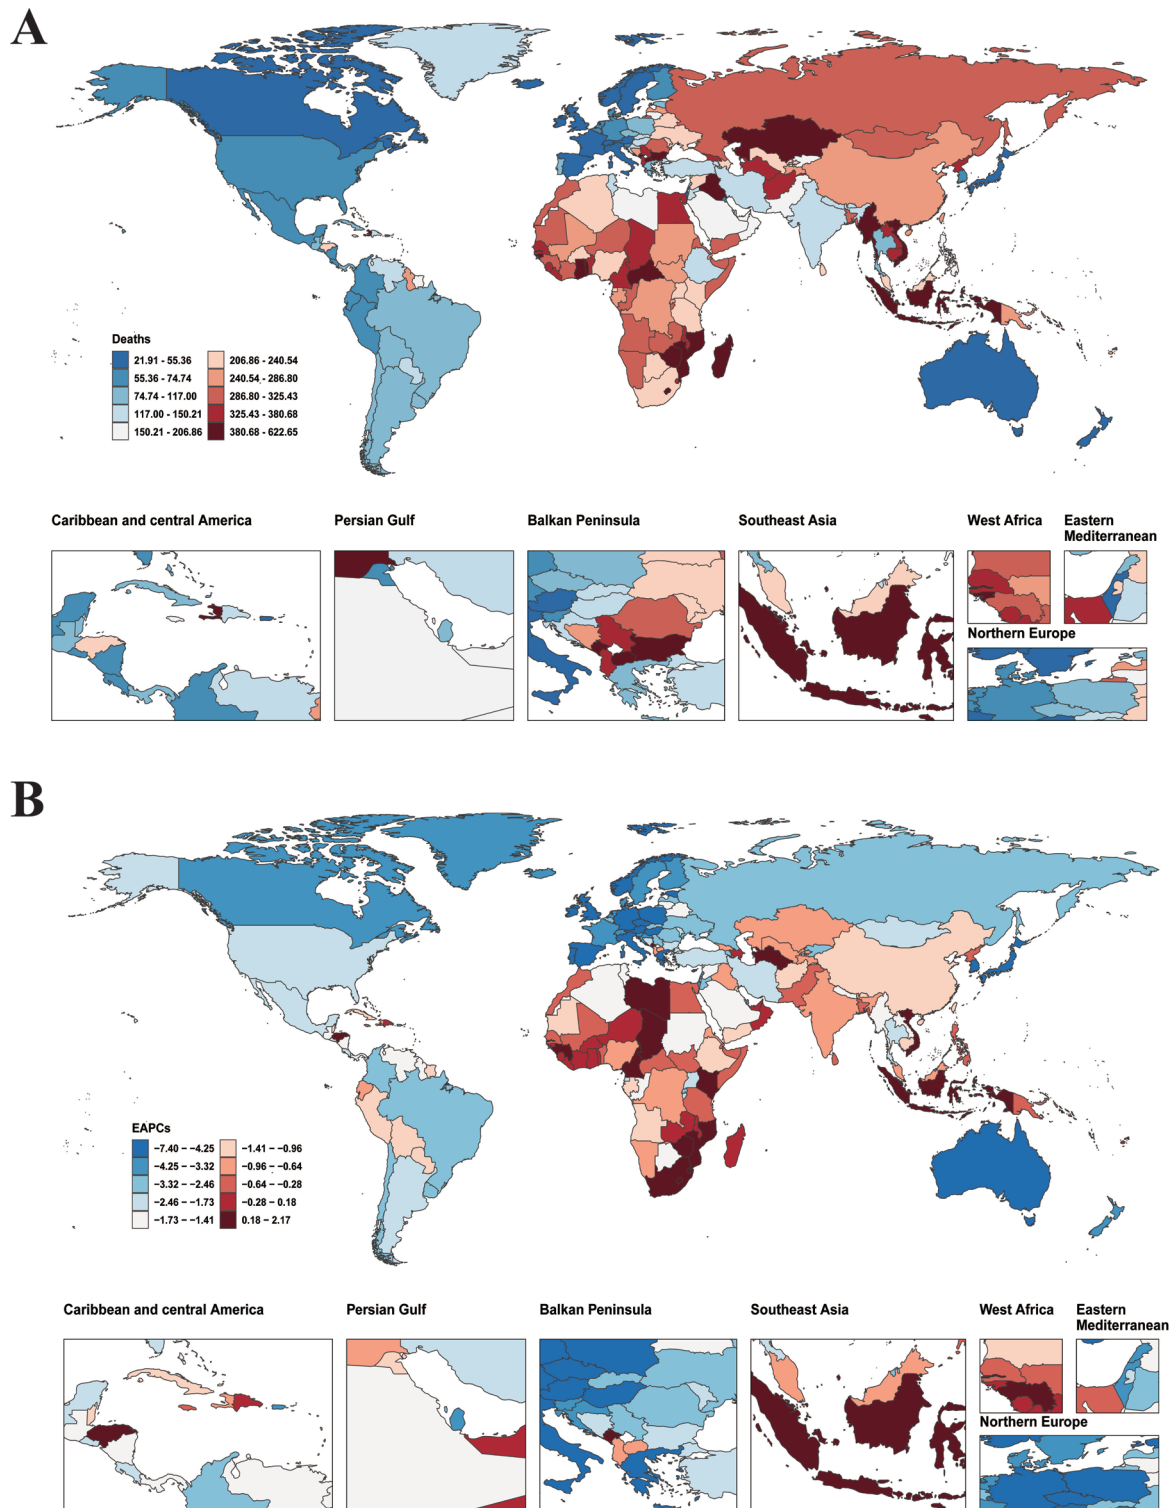 A
Deaths
21.91 - 55.36
206.86 - 240.54
55.36 - 74.74
240.54 - 286.80
74.74 - 117.00
286.80 - 325.43
117.00 - 150.21
325.43 - 380.68
150.21 - 206.86
380.68 - 622.65
Caribbean and central America
Persian Gulf
Balkan Peninsula
Southeast Asia
West Africa
Eastern
Mediterranean
Northern Europe
B
EAPCs
−7.40 – −4.25
−1.41 – −0.96
−4.25 – −3.32
−0.96 – −0.64
−3.32 – −2.46
−0.64 – −0.28
−2.46 – −1.73
−0.28 – 0.18
−1.73 – −1.41
0.18 – 2.17
Caribbean and central America
Persian Gulf
Balkan Peninsula
Southeast Asia
West Africa
Eastern
Mediterranean
Northern Europe